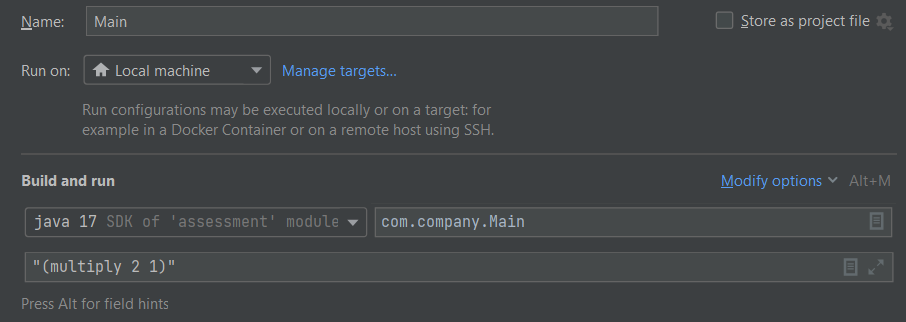 Name: Main Store as project file
Run on: Local machine Manage targets...
Run configurations may be executed locally or on a target: for
example in a Docker Container or on a remote host using SSH.
Build and run Modify options Alt+M
java 17 SDK of 'assessment' module com.company.Main
"(multiply 2 1)"
Press Alt for field hints